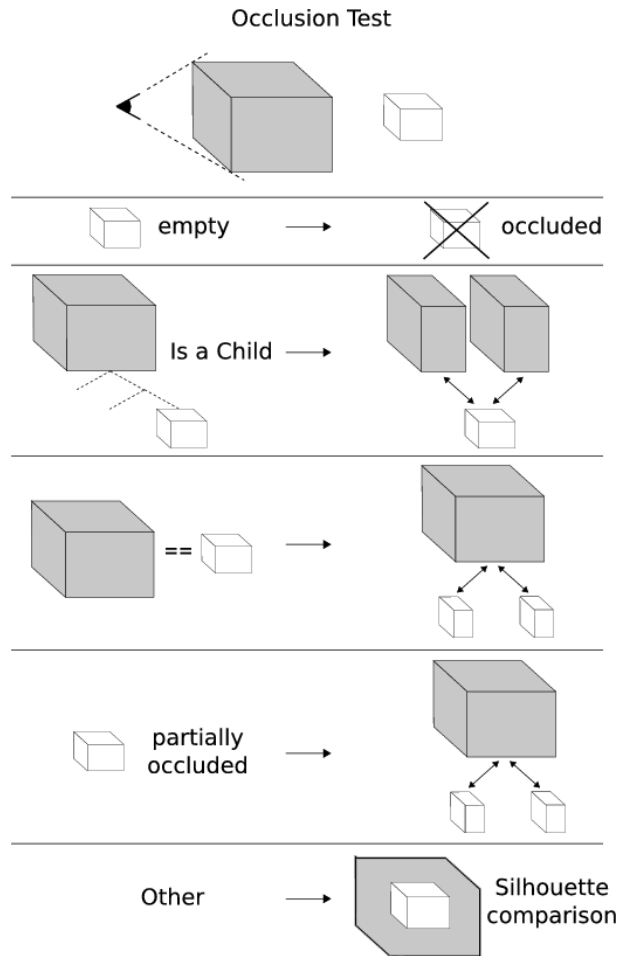 Occlusion Test
empty
occluded
Is a Child
==
partially
occluded
Other
Silhouette
comparison